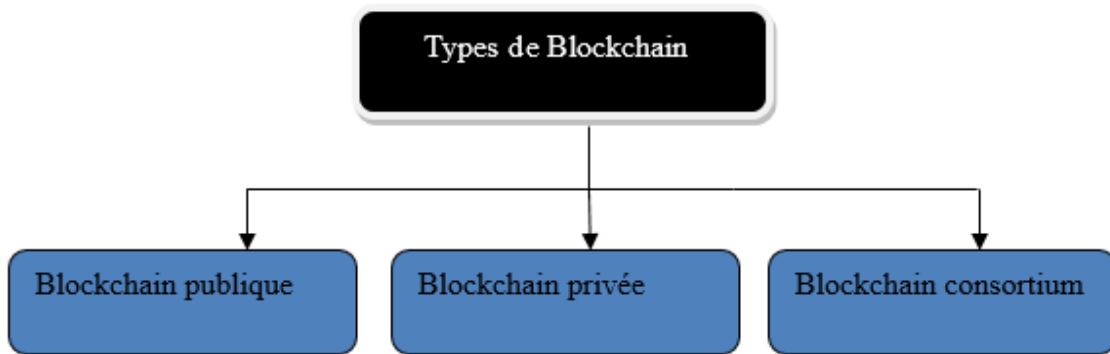 Types de Blockchain
Blockchain publique
Blockchain privée
Blockchain consortium